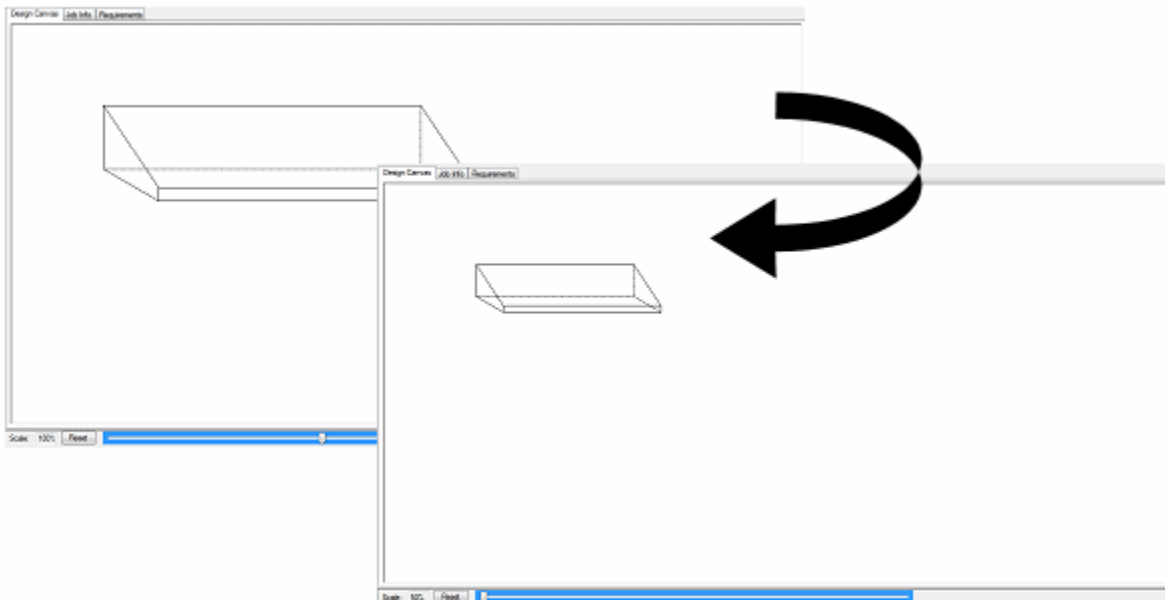 Design Canvas Job Info Requirements
Design Canvas Job Info Requirements
Scale: 100% Reset
Scale: 50% Reset